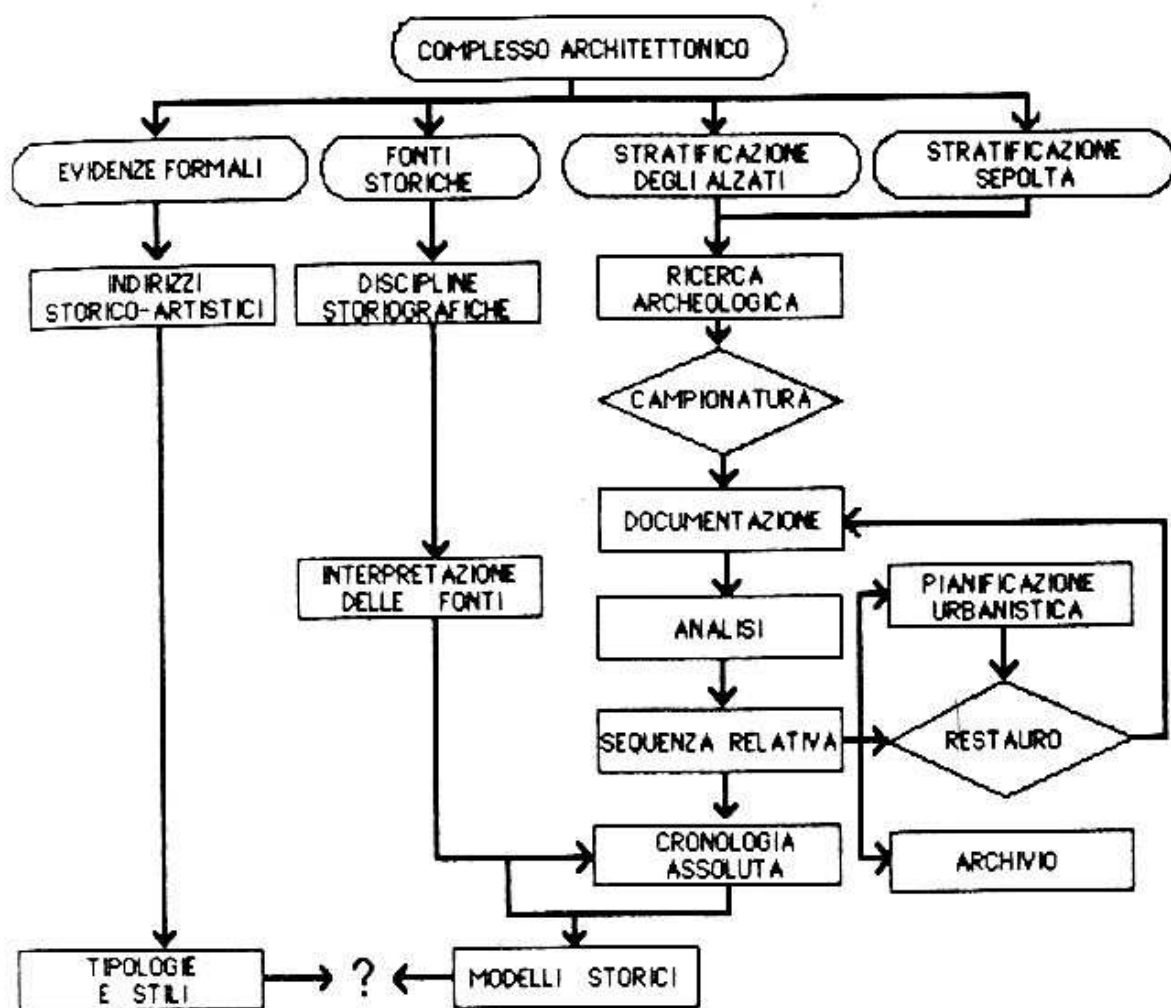 COMPLESSO ARCHITETTONICO
EVIDENZE FORMALI
FONTI
STORICHE
STRATIFICAZIONE
DEGLI ALZATI
STRATIFICAZIONE
SEPOLTA
INDIRIZZI
STORICO-ARTISTICI
DISCIPLINE
STORIOGRAFICHE
RICERCA
ARCHEOLOGICA
CAMPIONATURA
DOCUMENTAZIONE
INTERPRETAZIONE
DELLE FONTI
PIANIFICAZIONE
URBANISTICA
ANALISI
SEQUENZA RELATIVA
RESTAURO
CRONOLOGIA
ASSOLUTA
ARCHIVIO
TIPOLOGIE
E STILI
?
MODELLI STORICI